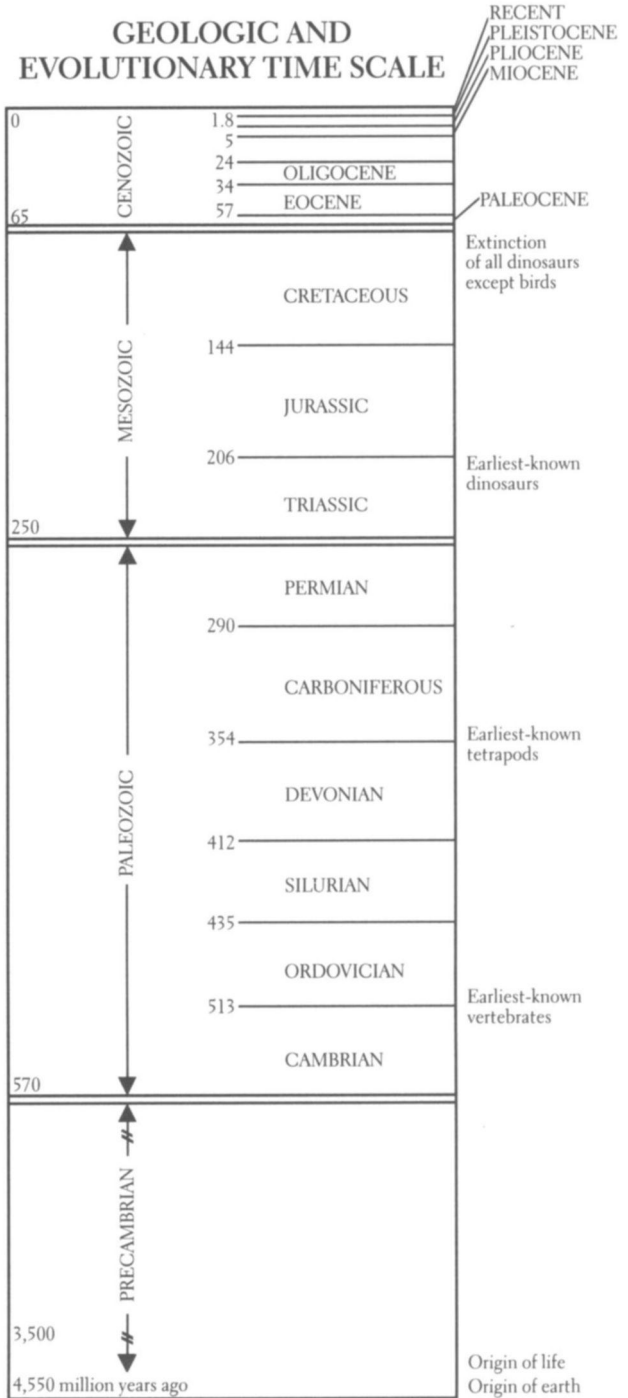 GEOLOGIC AND
EVOLUTIONARY TIME SCALE
RECENT
PLEISTOCENE
PLIOCENE
MIOCENE
0
CENOZOIC
1.8
5
24
OLIGOCENE
34
EOCENE
57
PALEOCENE
65
Extinction
of all dinosaurs
except birds
MESOZOIC
CRETACEOUS
144
JURASSIC
206
Earliest-known
dinosaurs
TRIASSIC
250
PALEOZOIC
PERMIAN
290
CARBONIFEROUS
354
Earliest-known
tetrapods
DEVONIAN
412
SILURIAN
435
ORDOVICIAN
513
Earliest-known
vertebrates
CAMBRIAN
570
PRECAMBRIAN
3,500
Origin of life
4,550 million years ago
Origin of earth